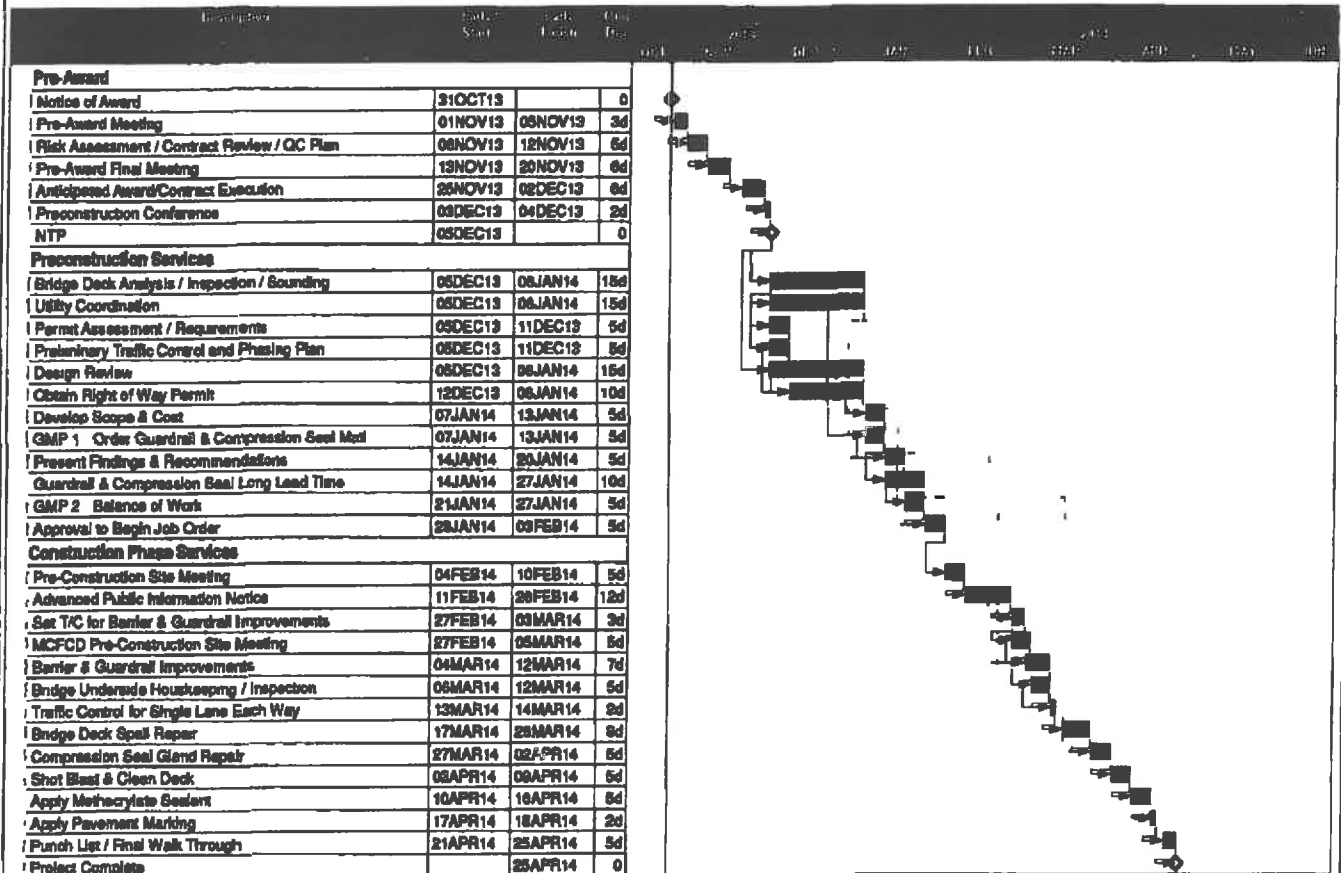 Start
Pre-Award
Notice of Award 31OCT13 0
Pre-Award Meeting 01NOV13 05NOV13 3d
Risk Assessment / Contract Review / QC Plan 06NOV13 12NOV13 5d
Pre-Award Final Meeting 13NOV13 20NOV13 6d
Anticipated Award/Contract Execution 25NOV13 02DEC13 6d
Preconstruction Conference 03DEC13 04DEC13 2d
NTP 05DEC13 0
Preconstruction Services
Bridge Deck Analysis / Inspection / Sounding 05DEC13 06JAN14 15d
Utility Coordination 05DEC13 06JAN14 15d
Permit Assessment / Requirements 05DEC13 11DEC13 5d
Preliminary Traffic Control and Phasing Plan 05DEC13 11DEC13 5d
Design Review 05DEC13 06JAN14 15d
Obtain Right of Way Permit 12DEC13 06JAN14 10d
Develop Scope & Cost 07JAN14 13JAN14 5d
GMP 1 Order Guardrail & Compression Seal Matl 07JAN14 13JAN14 5d
Present Findings & Recommendations 14JAN14 20JAN14 5d
Guardrail & Compression Seal Long Lead Time 14JAN14 27JAN14 10d
GMP 2 Balance of Work 21JAN14 27JAN14 5d
Approval to Begin Job Order 28JAN14 03FEB14 5d
Construction Phase Services
Pre-Construction Site Meeting 04FEB14 10FEB14 5d
Advanced Public Information Notice 11FEB14 26FEB14 12d
Set T/C for Barrier & Guardrail Improvements 27FEB14 03MAR14 3d
MCFCD Pre-Construction Site Meeting 27FEB14 05MAR14 5d
Barrier & Guardrail Improvements 04MAR14 12MAR14 7d
Bridge Underside Houskeeping / Inspection 06MAR14 12MAR14 5d
Traffic Control for Single Lane Each Way 13MAR14 14MAR14 2d
Bridge Deck Spall Repair 17MAR14 26MAR14 8d
Compression Seal Gland Repair 27MAR14 02APR14 5d
Shot Blast & Clean Deck 03APR14 09APR14 5d
Apply Methacrylate Sealant 10APR14 16APR14 5d
Apply Pavement Marking 17APR14 18APR14 2d
Punch List / Final Walk Through 21APR14 25APR14 5d
Project Complete 25APR14 0